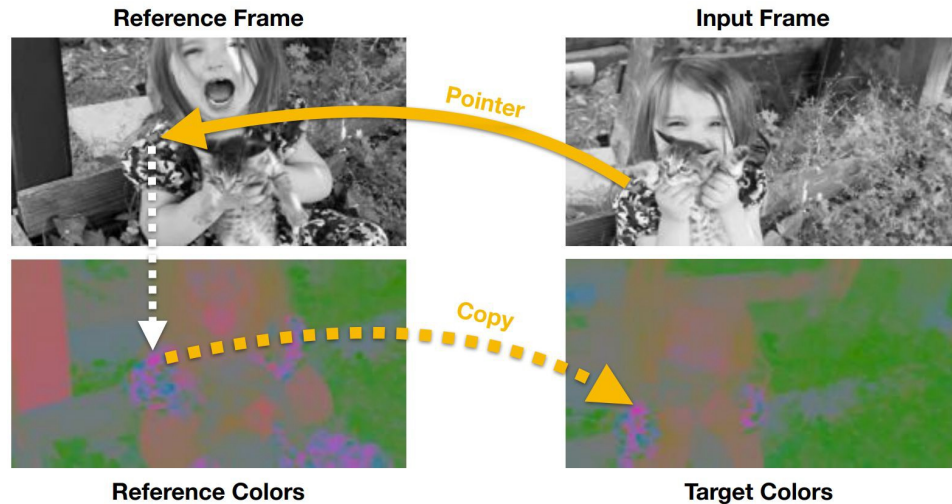 Reference Frame
Input Frame
Pointer
Copy
Reference Colors
Target Colors